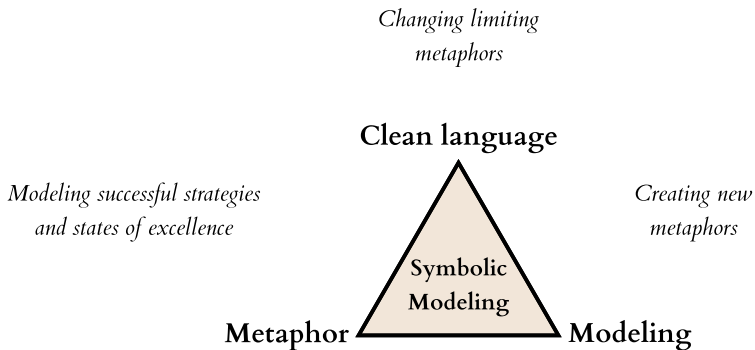 Changing limiting
metaphors
Clean language
Modeling successful strategies
and states of excellence
Creating new
metaphors
Symbolic
Modeling
Metaphor
Modeling